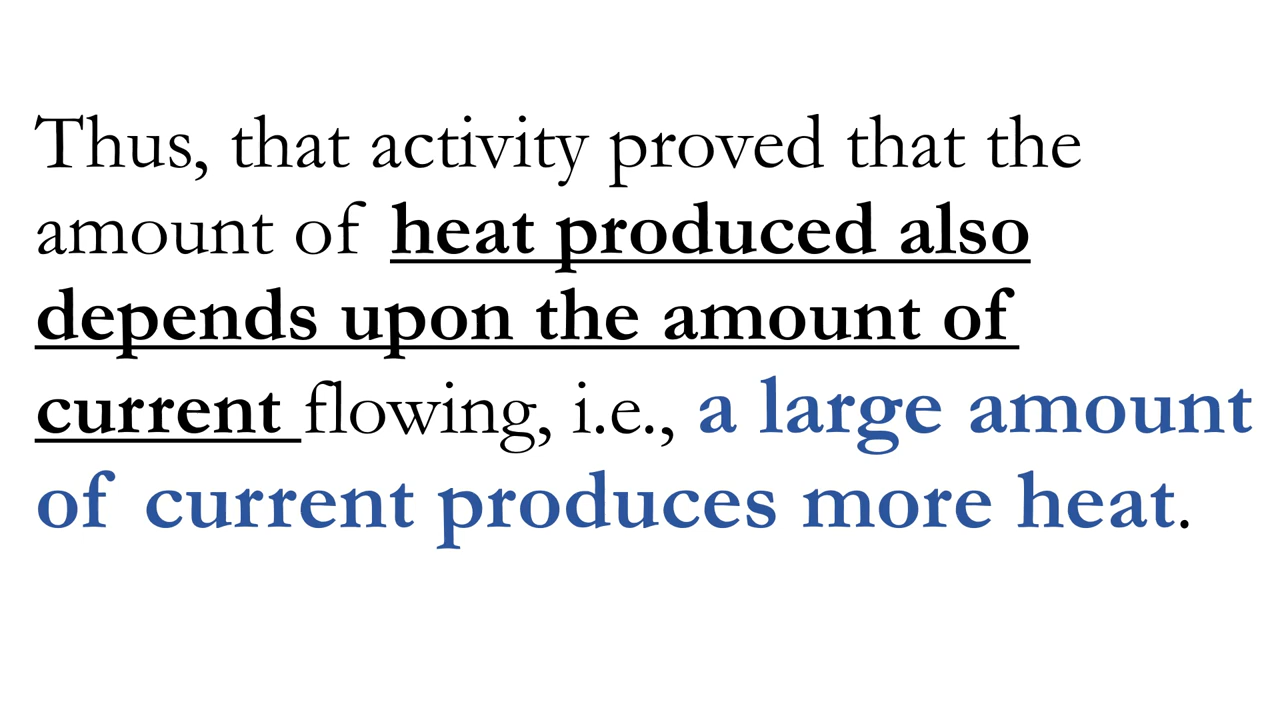 Thus, that activity proved that the
amount of heat produced also
depends upon the amount of
current flowing, i.e., a large amount
of current produces more heat.